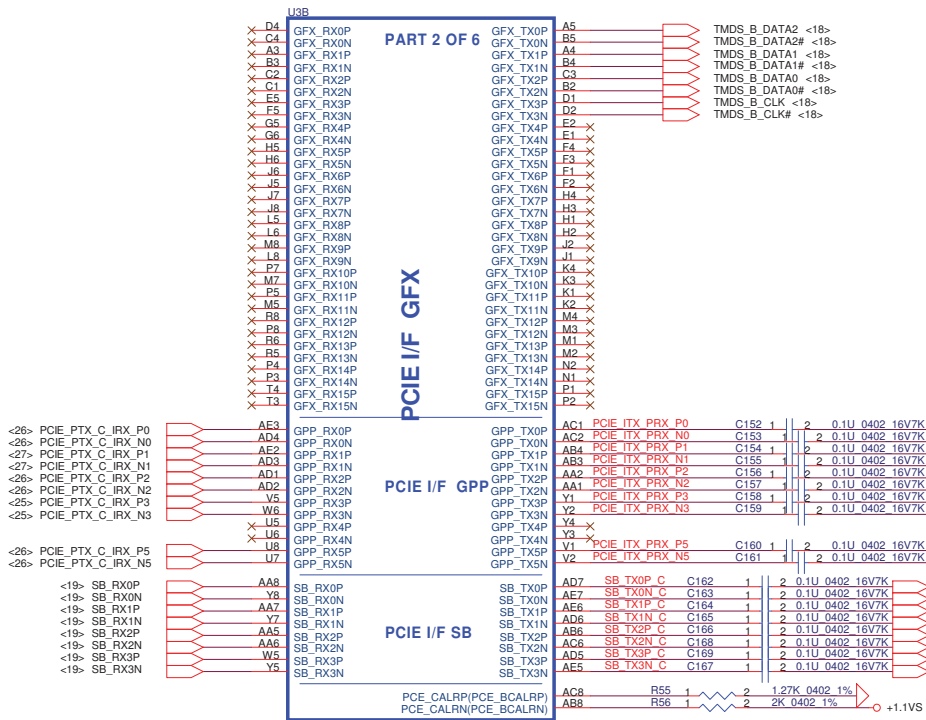 U3B
PART 2 OF 6
D4 GFX_RX0P GFX_TX0P A5 TMDS_B_DATA2 <18>
C4 GFX_RX0N GFX_TX0N B5 TMDS_B_DATA2# <18>
A3 GFX_RX1P GFX_TX1P A4 TMDS_B_DATA1 <18>
B3 GFX_RX1N GFX_TX1N B4 TMDS_B_DATA1# <18>
C2 GFX_RX2P GFX_TX2P C3 TMDS_B_DATA0 <18>
C1 GFX_RX2N GFX_TX2N B2 TMDS_B_DATA0# <18>
E5 GFX_RX3P GFX_TX3P D1 TMDS_B_CLK <18>
F5 GFX_RX3N GFX_TX3N D2 TMDS_B_CLK# <18>
G5 GFX_RX4P GFX_TX4P E2
G6 GFX_RX4N GFX_TX4N E1
H5 GFX_RX5P GFX_TX5P F4
H6 GFX_RX5N GFX_TX5N F3
J6 GFX_RX6P GFX_TX6P F1
J5 GFX_RX6N GFX_TX6N F2
J7 GFX_RX7P GFX_TX7P H4
J8 GFX_RX7N GFX_TX7N H3
L5 GFX_RX8P GFX_TX8P H1
L6 GFX_RX8N GFX_TX8N H2
M8 GFX_RX9P GFX_TX9P J2
L8 GFX_RX9N GFX_TX9N J1
P7 GFX_RX10P GFX_TX10P K4
M7 GFX_RX10N GFX_TX10N K3
P5 GFX_RX11P GFX_TX11P K1
M5 GFX_RX11N GFX_TX11N K2
R8 GFX_RX12P GFX_TX12P M4
P8 GFX_RX12N GFX_TX12N M3
R6 GFX_RX13P GFX_TX13P M1
R5 GFX_RX13N GFX_TX13N M2
P4 GFX_RX14P GFX_TX14P N2
P3 GFX_RX14N GFX_TX14N N1
T4 GFX_RX15P GFX_TX15P P1
T3 GFX_RX15N GFX_TX15N P2
PCIE I/F GFX
<26> PCIE_PTX_C_IRX_P0 AE3 GPP_RX0P GPP_TX0P AC1 PCIE_ITX_PRX_P0 C152 1 2 0.1U_0402_16V7K
<26> PCIE_PTX_C_IRX_N0 AD4 GPP_RX0N GPP_TX0N AC2 PCIE_ITX_PRX_N0 C153 1 2 0.1U_0402_16V7K
<27> PCIE_PTX_C_IRX_P1 AE2 GPP_RX1P GPP_TX1P AB4 PCIE_ITX_PRX_P1 C154 1 2 0.1U_0402_16V7K
<27> PCIE_PTX_C_IRX_N1 AD3 GPP_RX1N GPP_TX1N AB3 PCIE_ITX_PRX_N1 C155 1 2 0.1U_0402_16V7K
<26> PCIE_PTX_C_IRX_P2 AD1 GPP_RX2P GPP_TX2P AA2 PCIE_ITX_PRX_P2 C156 1 2 0.1U_0402_16V7K
<26> PCIE_PTX_C_IRX_N2 AD2 GPP_RX2N GPP_TX2N AA1 PCIE_ITX_PRX_N2 C157 1 2 0.1U_0402_16V7K
<25> PCIE_PTX_C_IRX_P3 V5 GPP_RX3P GPP_TX3P Y1 PCIE_ITX_PRX_P3 C158 1 2 0.1U_0402_16V7K
<25> PCIE_PTX_C_IRX_N3 W6 GPP_RX3N GPP_TX3N Y2 PCIE_ITX_PRX_N3 C159 1 2 0.1U_0402_16V7K
U5 GPP_RX4P GPP_TX4P Y4
U6 GPP_RX4N GPP_TX4N Y3
<26> PCIE_PTX_C_IRX_P5 U8 GPP_RX5P GPP_TX5P V1 PCIE_ITX_PRX_P5 C160 1 2 0.1U_0402_16V7K
<26> PCIE_PTX_C_IRX_N5 U7 GPP_RX5N GPP_TX5N V2 PCIE_ITX_PRX_N5 C161 1 2 0.1U_0402_16V7K
PCIE I/F GPP
<19> SB_RX0P AA8 SB_RX0P SB_TX0P AD7 SB_TX0P_C C162 1 2 0.1U_0402_16V7K
<19> SB_RX0N Y8 SB_RX0N SB_TX0N AE7 SB_TX0N_C C163 1 2 0.1U_0402_16V7K
<19> SB_RX1P AA7 SB_RX1P SB_TX1P AE6 SB_TX1P_C C164 1 2 0.1U_0402_16V7K
<19> SB_RX1N Y7 SB_RX1N SB_TX1N AD6 SB_TX1N_C C165 1 2 0.1U_0402_16V7K
<19> SB_RX2P AA5 SB_RX2P SB_TX2P AB6 SB_TX2P_C C166 1 2 0.1U_0402_16V7K
<19> SB_RX2N AA6 SB_RX2N SB_TX2N AC6 SB_TX2N_C C168 1 2 0.1U_0402_16V7K
<19> SB_RX3P W5 SB_RX3P SB_TX3P AD5 SB_TX3P_C C169 1 2 0.1U_0402_16V7K
<19> SB_RX3N Y5 SB_RX3N SB_TX3N AE5 SB_TX3N_C C167 1 2 0.1U_0402_16V7K
PCIE I/F SB
PCE_CALRP(PCE_BCALRP) AC8 R55 1 2 1.27K_0402_1%
PCE_CALRN(PCE_BCALRN) AB8 R56 1 2 2K_0402_1% +1.1VS